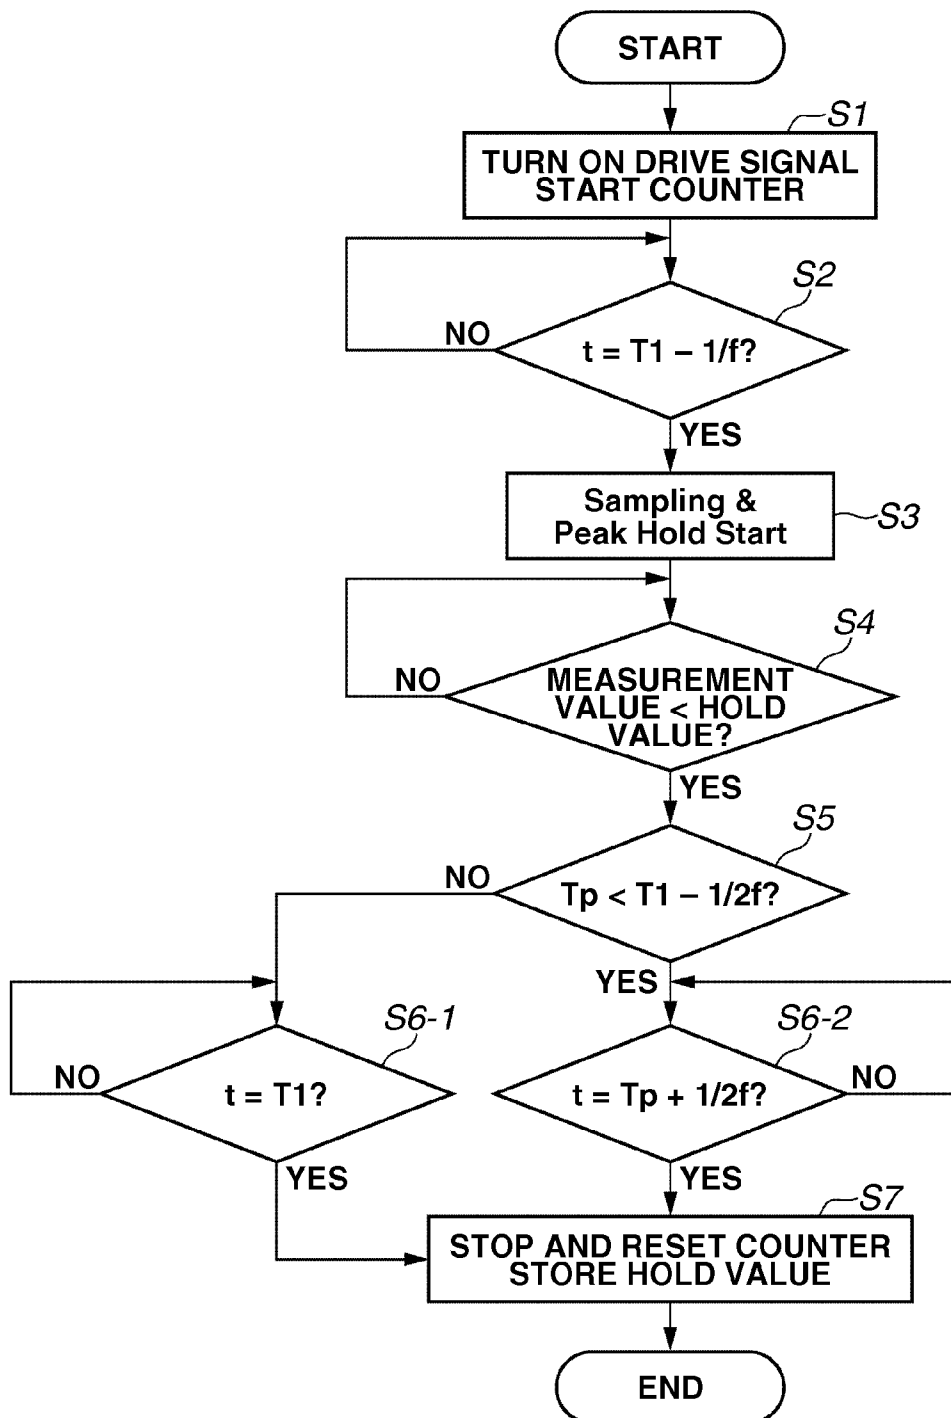 START
S1
TURN ON DRIVE SIGNAL
START COUNTER
S2
NO
t = T1 – 1/f?
YES
Sampling &
Peak Hold Start
S3
S4
NO
MEASUREMENT
VALUE < HOLD
VALUE?
YES
S5
NO
Tp < T1 – 1/2f?
YES
S6-1
S6-2
NO
t = T1?
t = Tp + 1/2f?
NO
YES
YES
S7
STOP AND RESET COUNTER
STORE HOLD VALUE
END